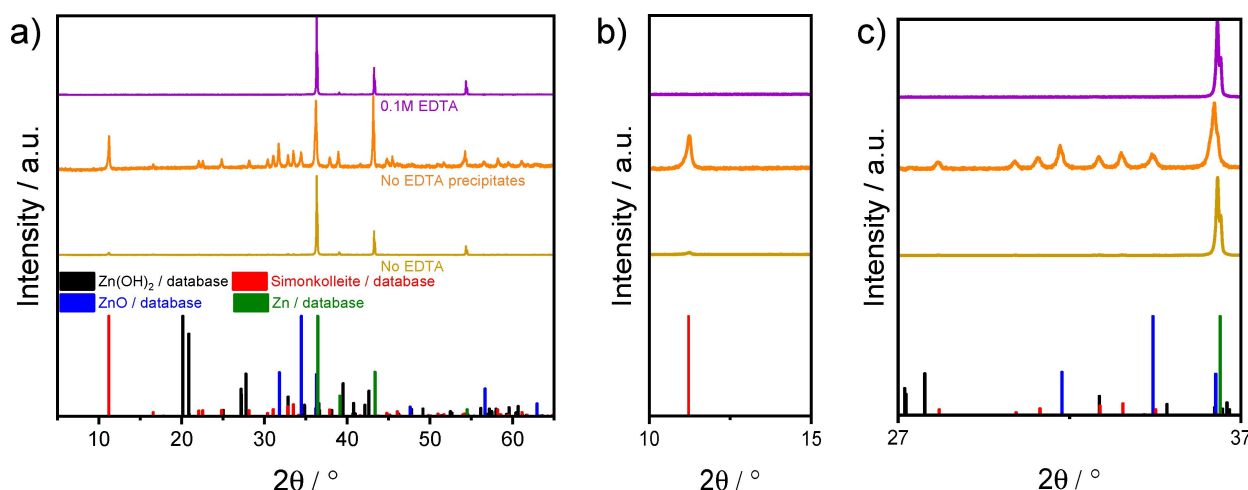 a)
Intensity / a.u.
0.1M EDTA
No EDTA precipitates
No EDTA
Zn(OH)₂ / database
Simonkolleite / database
ZnO / database
Zn / database
10 20 30 40 50 60
2θ / °
b)
Intensity / a.u.
10 15
2θ / °
c)
Intensity / a.u.
27 37
2θ / °